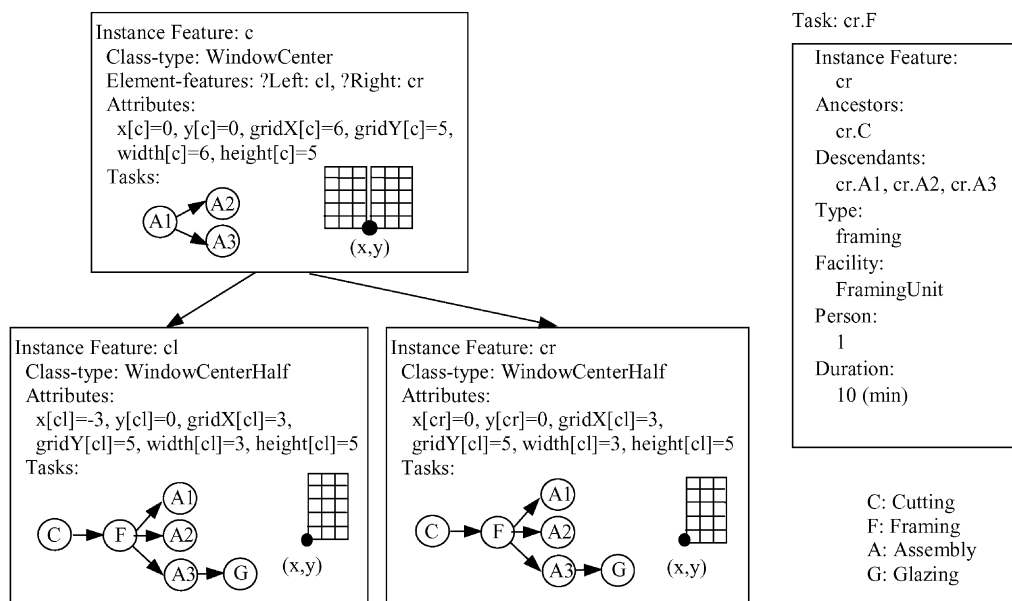 Instance Feature: c
Class-type: WindowCenter
Element-features: ?Left: cl, ?Right: cr
Attributes:
x[c]=0, y[c]=0, gridX[c]=6, gridY[c]=5,
width[c]=6, height[c]=5
Tasks:
A1
A2
A3
(x,y)
Instance Feature: cl
Class-type: WindowCenterHalf
Attributes:
x[cl]=-3, y[cl]=0, gridX[cl]=3,
gridY[cl]=5, width[cl]=3, height[cl]=5
Tasks:
C
F
A1
A2
A3
G
(x,y)
Instance Feature: cr
Class-type: WindowCenterHalf
Attributes:
x[cr]=0, y[cr]=0, gridX[cl]=3,
gridY[cl]=5, width[cl]=3, height[cl]=5
Tasks:
C
F
A1
A2
A3
G
(x,y)
Task: cr.F
Instance Feature:
cr
Ancestors:
cr.C
Descendants:
cr.A1, cr.A2, cr.A3
Type:
framing
Facility:
FramingUnit
Person:
1
Duration:
10 (min)
C: Cutting
F: Framing
A: Assembly
G: Glazing